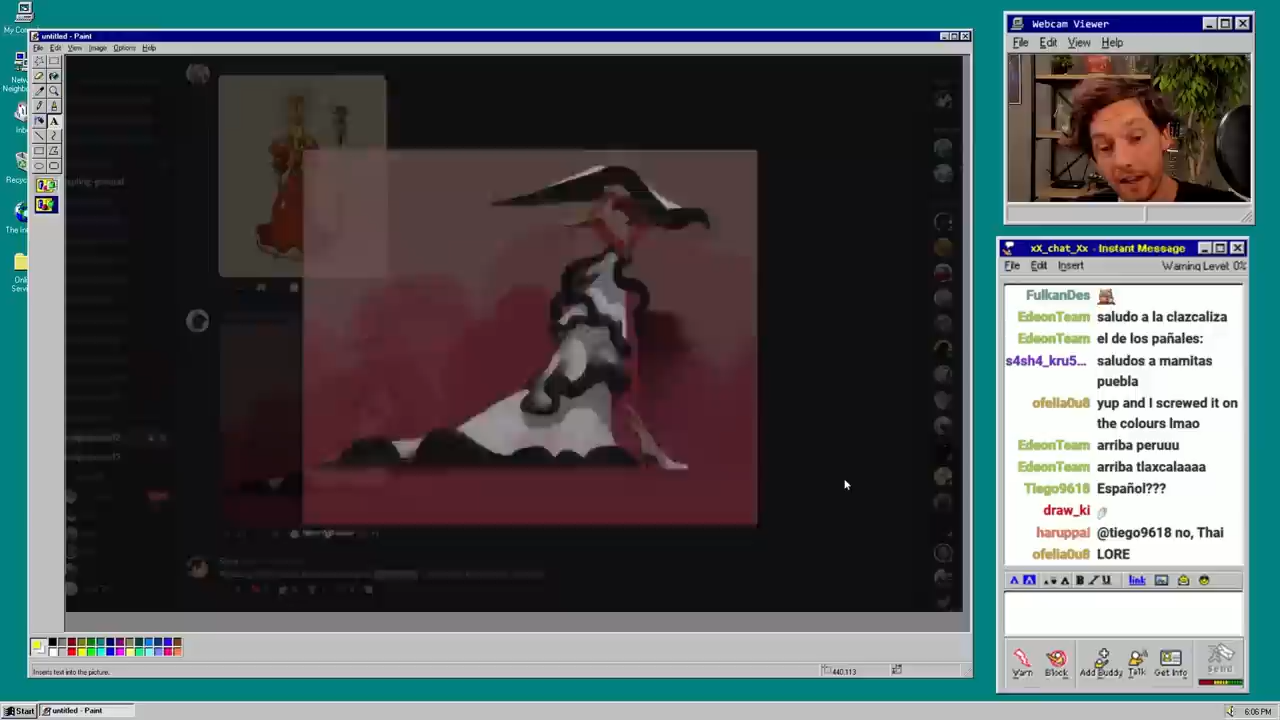 untitled - Paint
File Edit View Image Options Help
Inserts text into the picture.
440,113
Start
untitled - Paint
6:06 PM
Webcam Viewer
File Edit View Help
xX_chat_Xx - Instant Message
File Edit Insert
Warning Level: 0%
FulkanDes
EdeonTeam saludo a la clazcaliza
EdeonTeam el de los pañales:
s4sh4_kru5... saludos a mamitas
puebla
ofelia0u8 yup and I screwed it on
the colours lmao
EdeonTeam arriba peruuu
EdeonTeam arriba tlaxcalaaaa
Tiego9618 Español???
draw_ki
haruppal @tiego9618 no, Thai
ofelia0u8 LORE
A A A A B I U link
Warn Block Add Buddy Talk Get Info Send